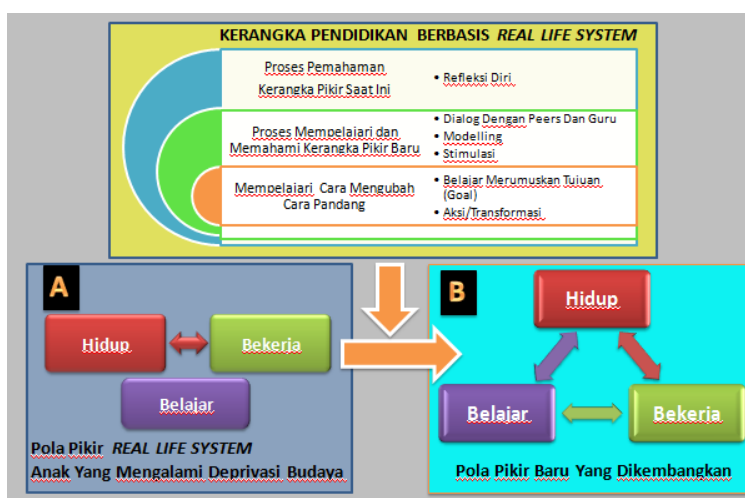 KERANGKA PENDIDIKAN BERBASIS REAL LIFE SYSTEM
Proses Pemahaman
Kerangka Pikir Saat Ini
• Refleksi Diri
Proses Mempelajari dan
Memahami Kerangka Pikir Baru
• Dialog Dengan Peers Dan Guru
• Modelling
• Stimulasi
Mempelajari Cara Mengubah
Cara Pandang
• Belajar Merumuskan Tujuan
(Goal)
• Aksi/Transformasi
A
Hidup
Bekerja
Belajar
Pola Pikir REAL LIFE SYSTEM
Anak Yang Mengalami Deprivasi Budaya
B
Hidup
Belajar
Bekerja
Pola Pikir Baru Yang Dikembangkan